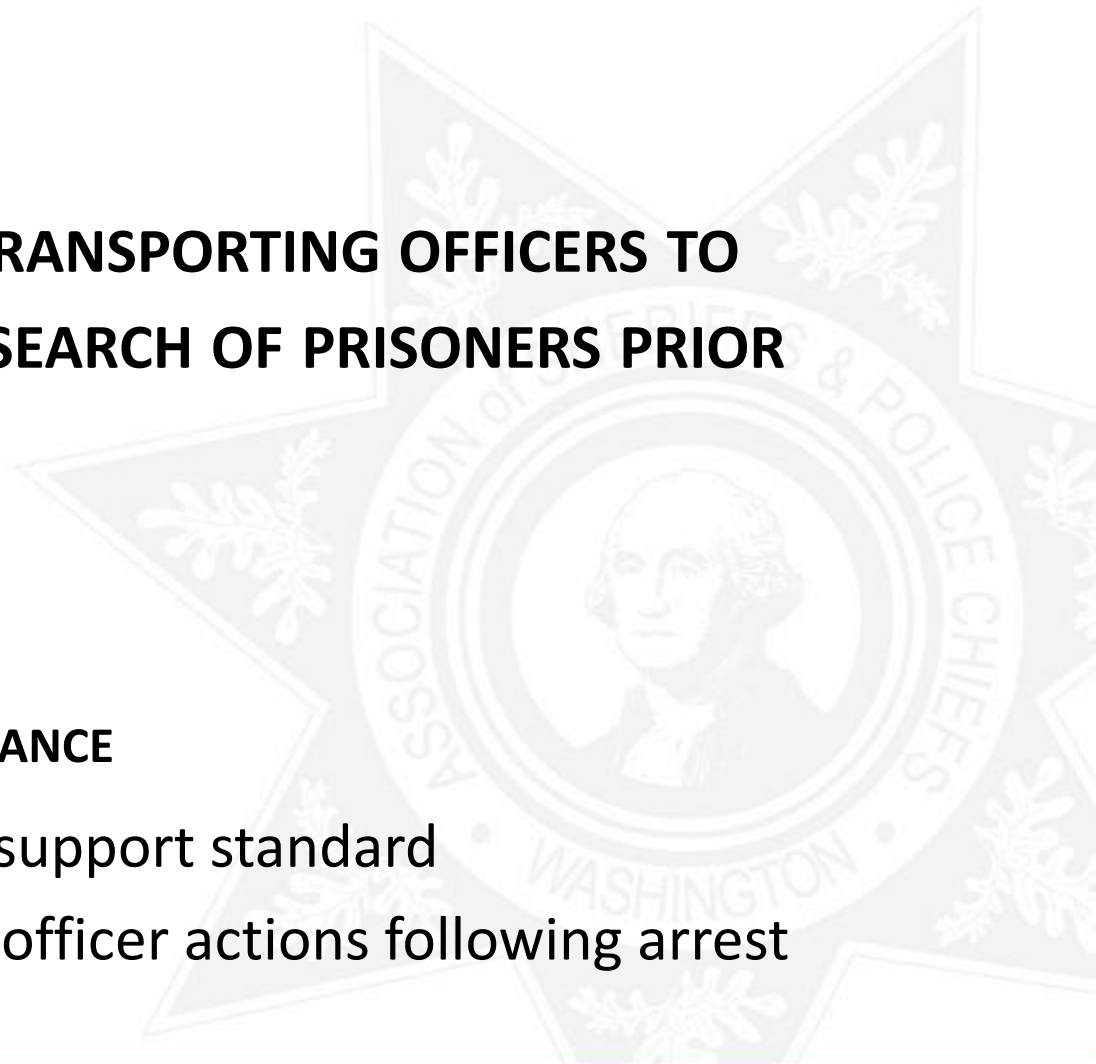 RANSPORTING OFFICERS TO
SEARCH OF PRISONERS PRIOR
ASSOCIATION of SHERIFFS & POLICE CHIEFS
WASHINGTON
ANCE
support standard
officer actions following arrest